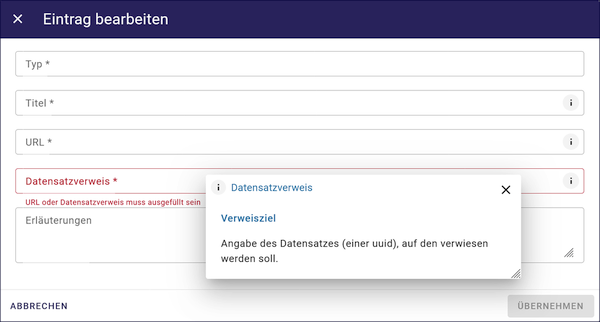 Eintrag bearbeiten
Typ *
Titel *
URL *
Datensatzverweis *
URL oder Datensatzverweis muss ausgefüllt sein
Erläuterungen
Datensatzverweis
Verweisziel
Angabe des Datensatzes (einer uuid), auf den verwiesen
werden soll.
ABBRECHEN
ÜBERNEHMEN